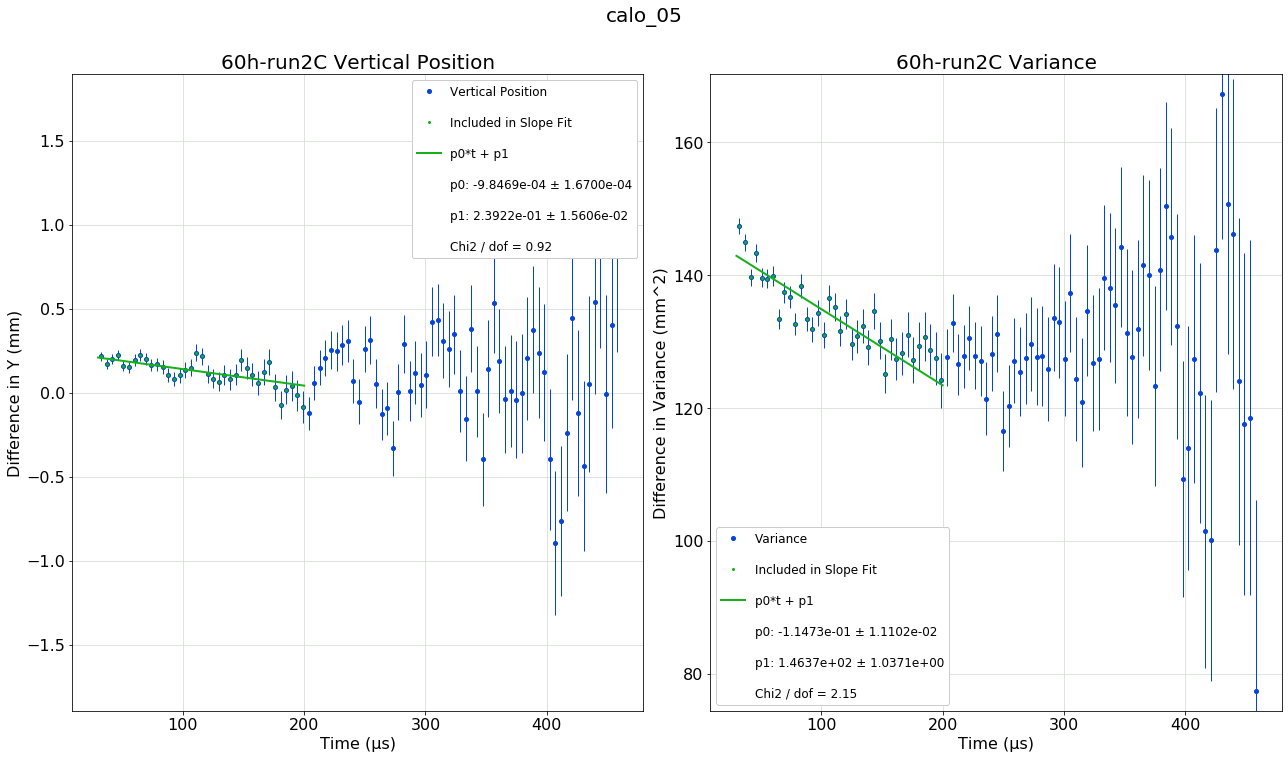 calo_05
60h-run2C Vertical Position
Difference in Y (mm)
1.5
1.0
0.5
0.0
−0.5
−1.0
−1.5
100
200
300
400
Time (μs)
Vertical Position
Included in Slope Fit
p0*t + p1
p0: -9.8469e-04 ± 1.6700e-04
p1: 2.3922e-01 ± 1.5606e-02
Chi2 / dof = 0.92
60h-run2C Variance
Difference in Variance (mm^2)
160
140
120
100
80
100
200
300
400
Time (μs)
Variance
Included in Slope Fit
p0*t + p1
p0: -1.1473e-01 ± 1.1102e-02
p1: 1.4637e+02 ± 1.0371e+00
Chi2 / dof = 2.15